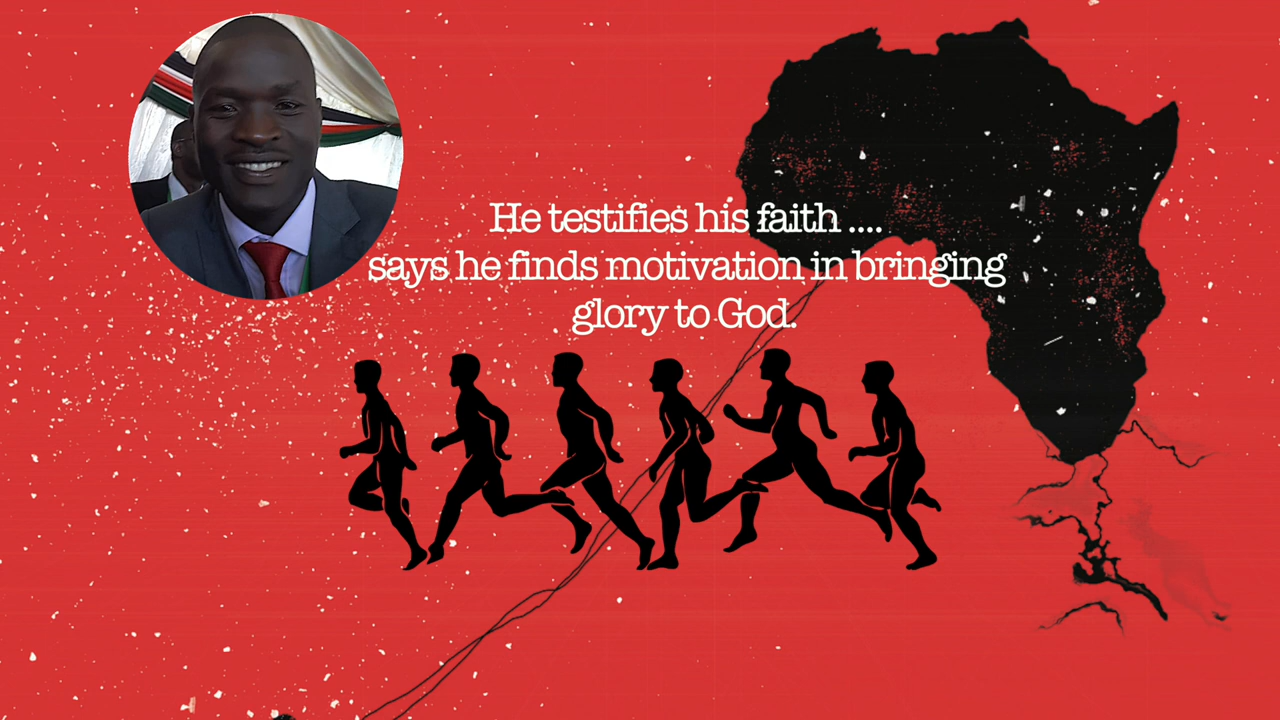 He testifies his faith ....
says he finds motivation in bringing
glory to God.